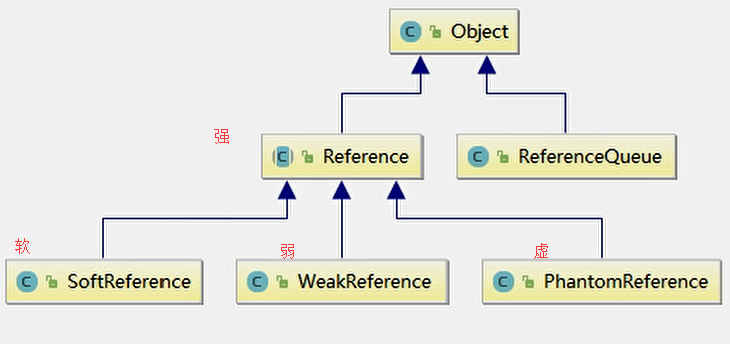 C Object
强
C Reference
C ReferenceQueue
软
弱
虚
C SoftReference
C WeakReference
C PhantomReference